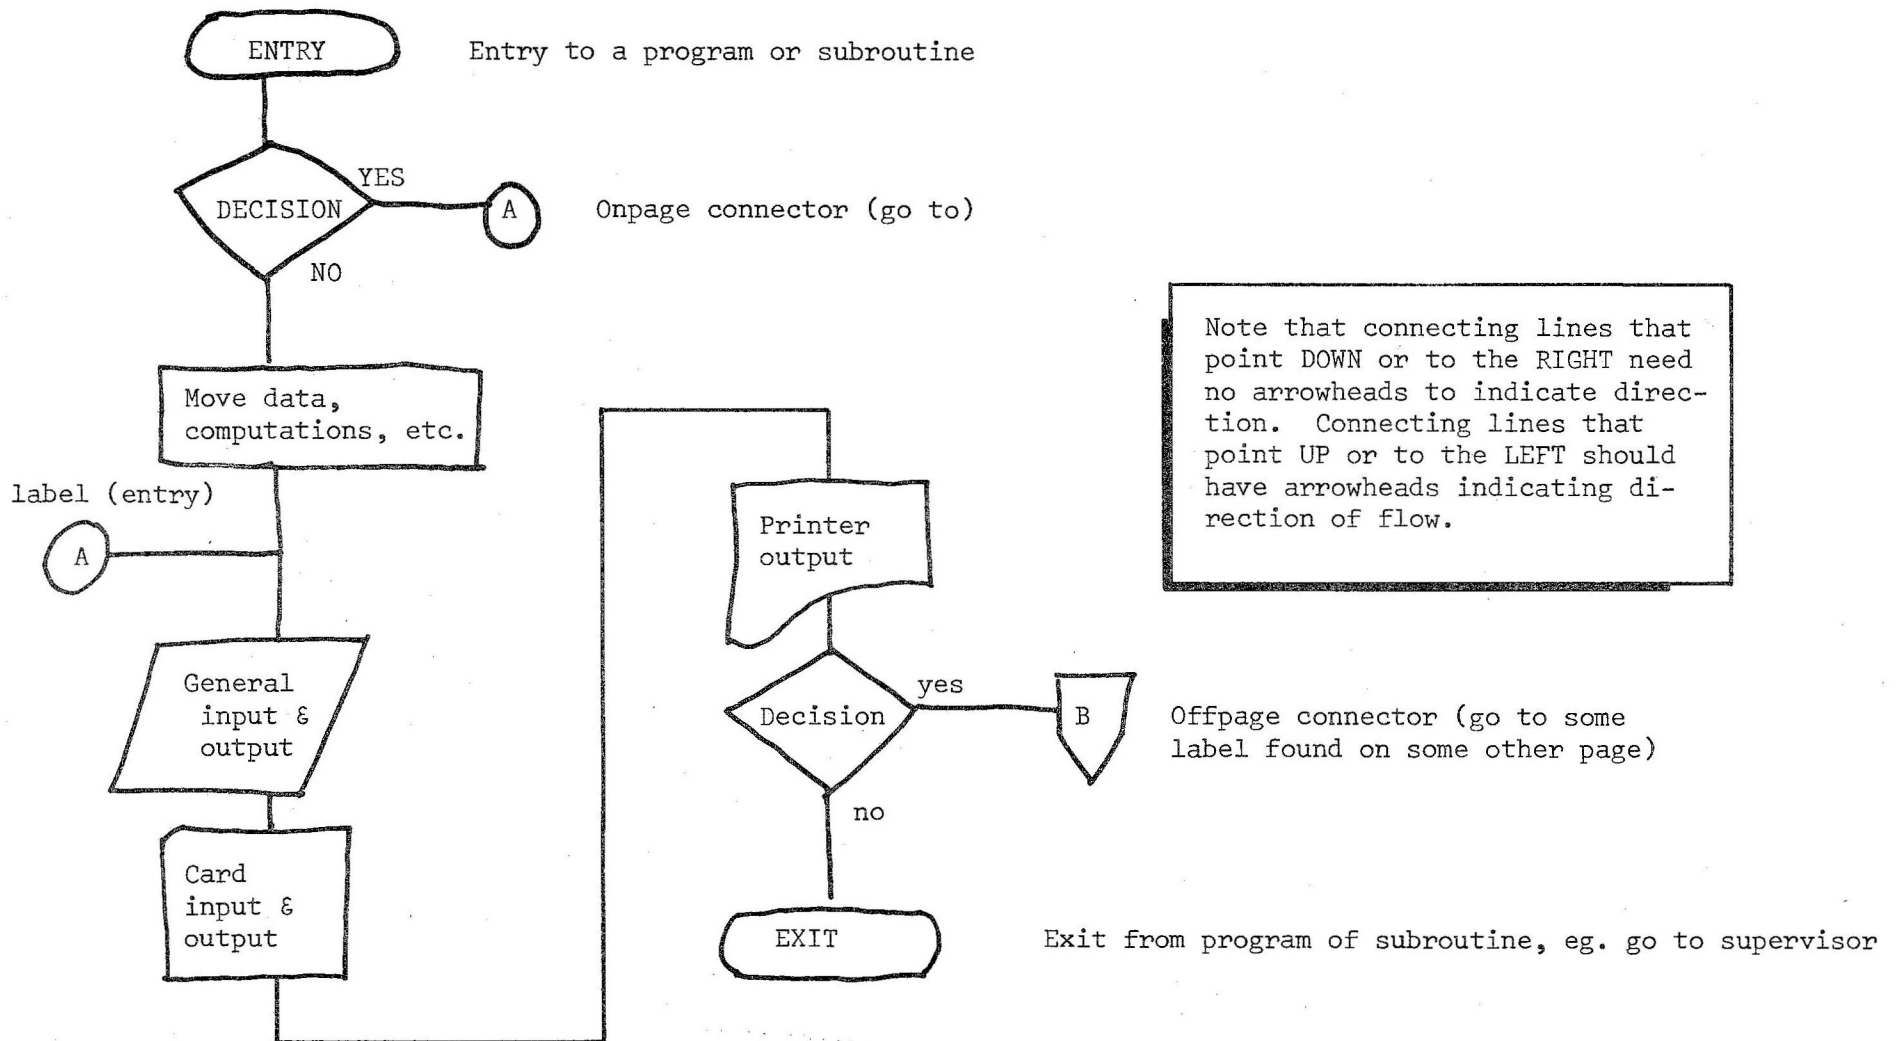 ENTRY
Entry to a program or subroutine
YES
DECISION
A
Onpage connector (go to)
NO
Move data,
computations, etc.
label (entry)
A
General
input &
output
Card
input &
output
Printer
output
yes
Decision
B
Offpage connector (go to some
label found on some other page)
no
EXIT
Exit from program of subroutine, eg. go to supervisor
Note that connecting lines that
point DOWN or to the RIGHT need
no arrowheads to indicate direc-
tion.  Connecting lines that
point UP or to the LEFT should
have arrowheads indicating di-
rection of flow.